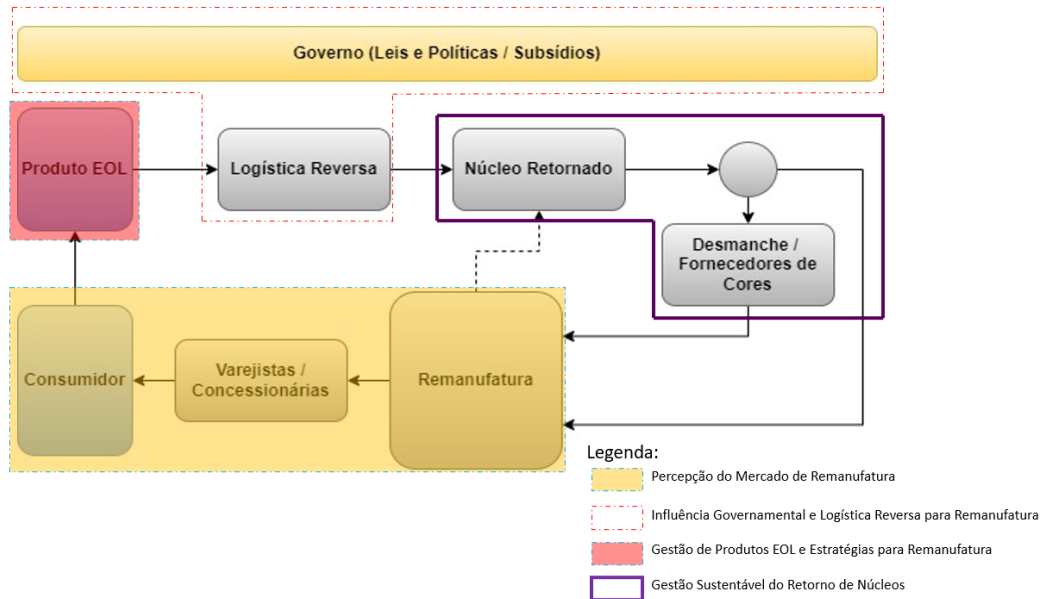 Governo (Leis e Políticas / Subsídios)
Produto EOL
Logística Reversa
Núcleo Retornado
Desmanche /
Fornecedores de
Cores
Consumidor
Varejistas /
Concessionárias
Remanufatura
Legenda:
Percepção do Mercado de Remanufatura
Influência Governamental e Logística Reversa para Remanufatura
Gestão de Produtos EOL e Estratégias para Remanufatura
Gestão Sustentável do Retorno de Núcleos